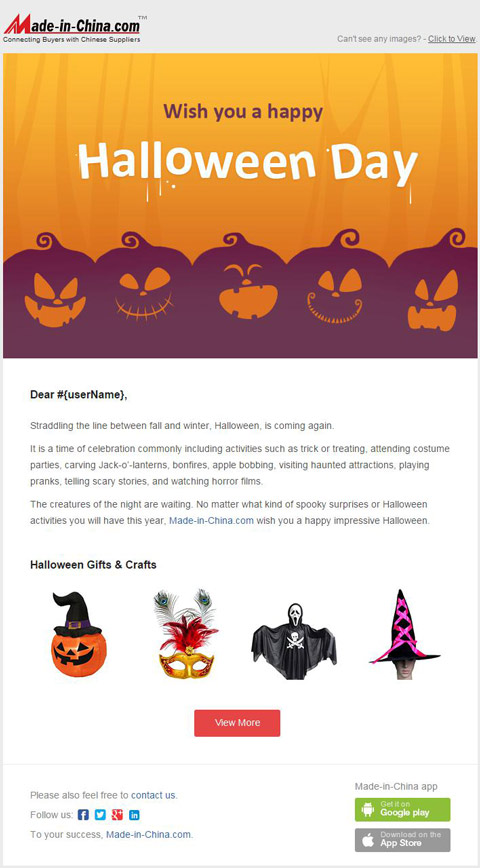 Made-in-China.com™
Connecting Buyers with Chinese Suppliers
Can't see any images? - Click to View
Wish you a happy
Halloween Day
Dear #{userName},
Straddling the line between fall and winter, Halloween, is coming again.
It is a time of celebration commonly including activities such as trick or treating, attending costume
parties, carving Jack-o'-lanterns, bonfires, apple bobbing, visiting haunted attractions, playing
pranks, telling scary stories, and watching horror films.
The creatures of the night are waiting. No matter what kind of spooky surprises or Halloween
activities you will have this year, Made-in-China.com wish you a happy impressive Halloween.
Halloween Gifts & Crafts
View More
Please also feel free to contact us.
Follow us:
To your success, Made-in-China.com.
Made-in-China app
Get it on
Google play
Download on the
App Store